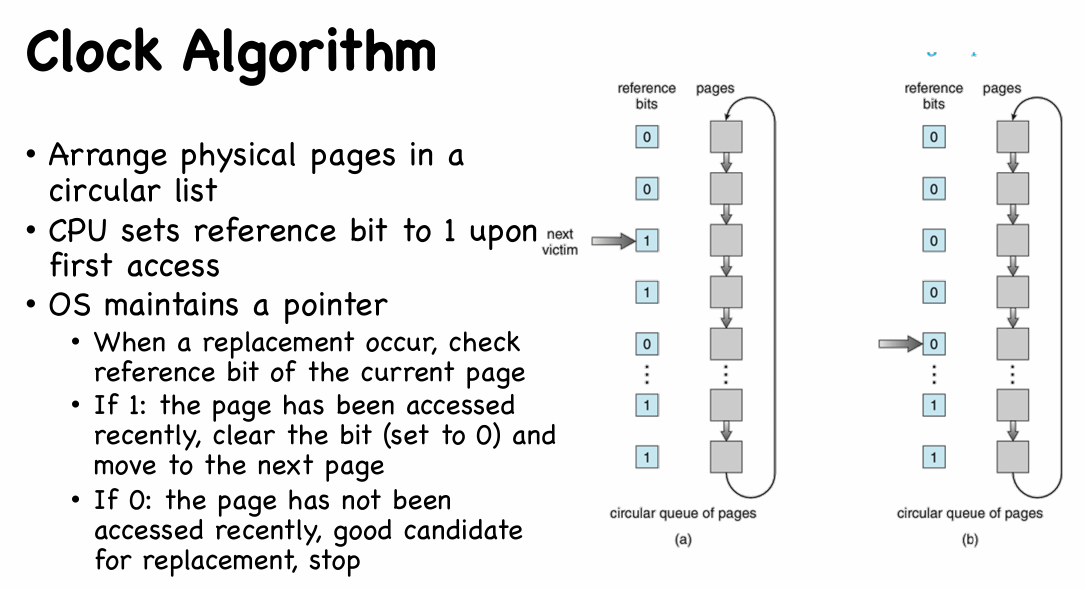 Clock Algorithm
• Arrange physical pages in a
circular list
• CPU sets reference bit to 1 upon
first access
• OS maintains a pointer
• When a replacement occur, check
reference bit of the current page
• If 1: the page has been accessed
recently, clear the bit (set to 0) and
move to the next page
• If 0: the page has not been
accessed recently, good candidate
for replacement, stop
reference pages
bits
0
0
next
victim
1
1
0
⋮ ⋮
1
1
circular queue of pages
(a)
reference pages
bits
0
0
0
0
0
⋮ ⋮
1
1
circular queue of pages
(b)